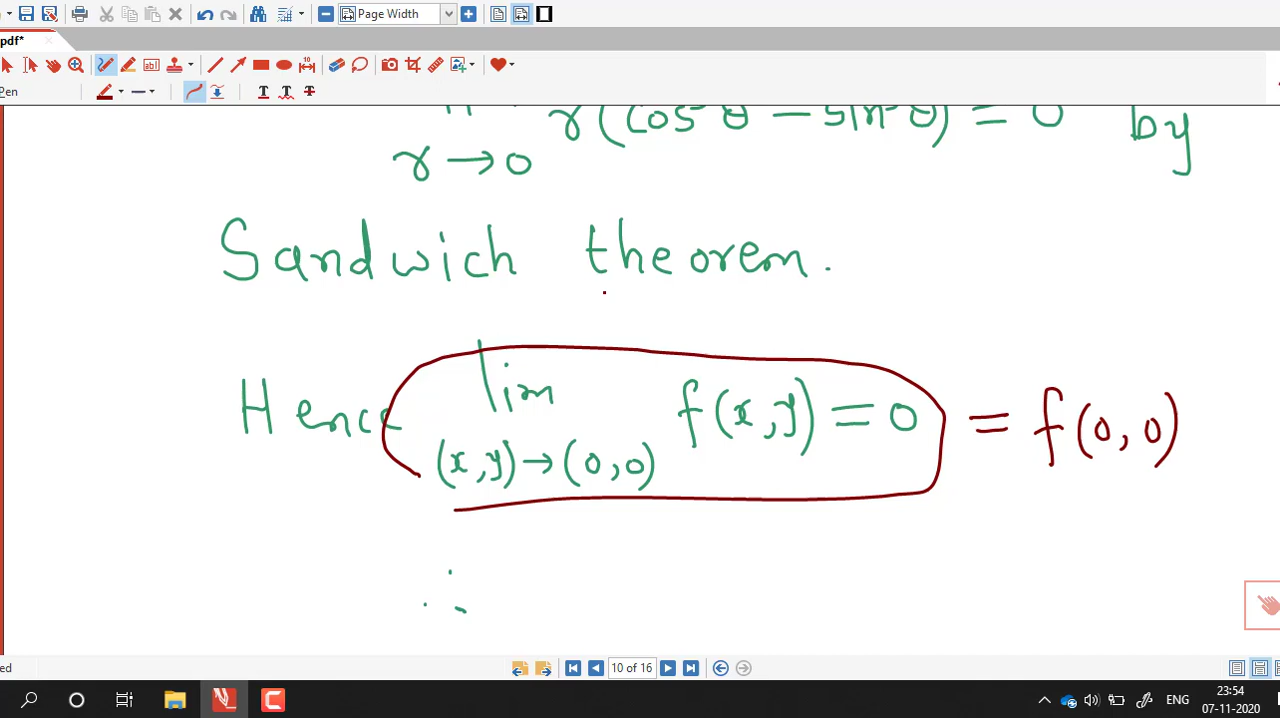 Page Width
pdf*
Pen
r(cos θ - sin θ) = 0 by
r → 0
Sandwich theorem.
Hence lim f(x,y) = 0 = f(0,0)
(x,y) → (0,0)
∴
10 of 16
ENG
23:54
07-11-2020